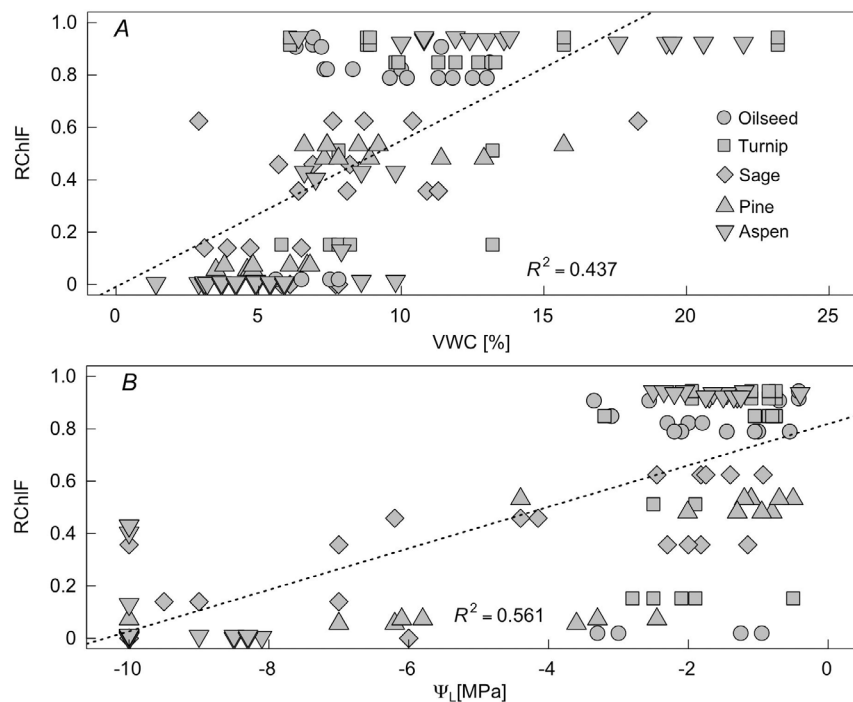 A
1.0
0.8
0.6
0.4
0.2
0
RChlF
Oilseed
Turnip
Sage
Pine
Aspen
R² = 0.437
0 5 10 15 20 25
VWC [%]
B
1.0
0.8
0.6
0.4
0.2
0
RChlF
R² = 0.561
-10 -8 -6 -4 -2 0
Ψ_L[MPa]